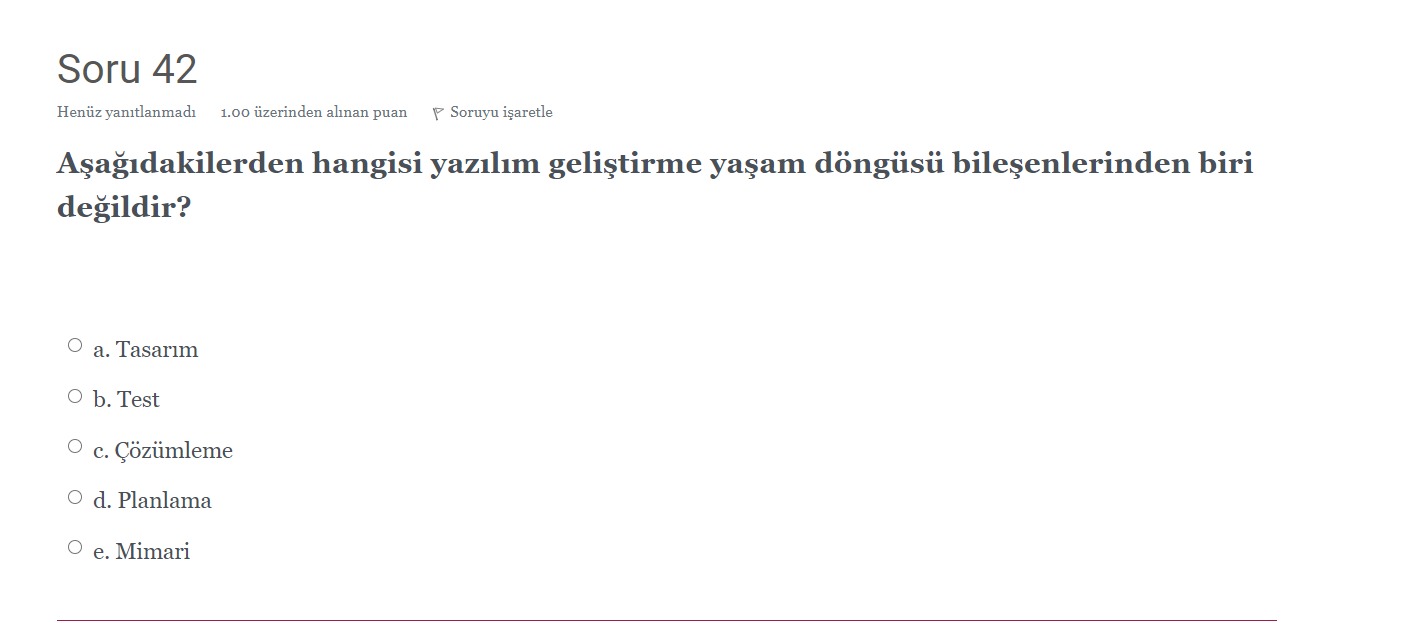 Soru 42
Henüz yanıtlanmadı 1.00 üzerinden alınan puan Soruyu işaretle
Aşağıdakilerden hangisi yazılım geliştirme yaşam döngüsü bileşenlerinden biri
değildir?
a. Tasarım
b. Test
c. Çözümleme
d. Planlama
e. Mimari